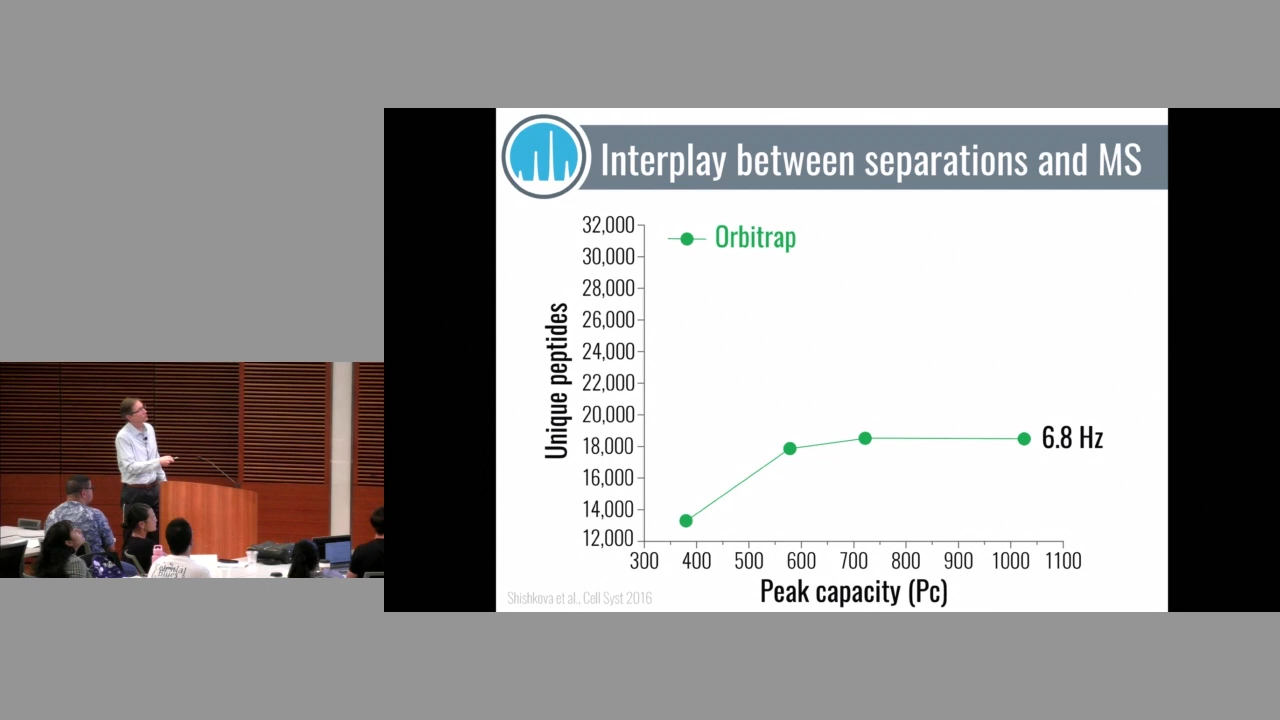 Interplay between separations and MS
32,000
30,000
28,000
26,000
24,000
22,000
20,000
18,000
16,000
14,000
12,000
Unique peptides
Orbitrap
6.8 Hz
300 400 500 600 700 800 900 1000 1100
Peak capacity (Pc)
Shishkova et al., Cell Syst 2016